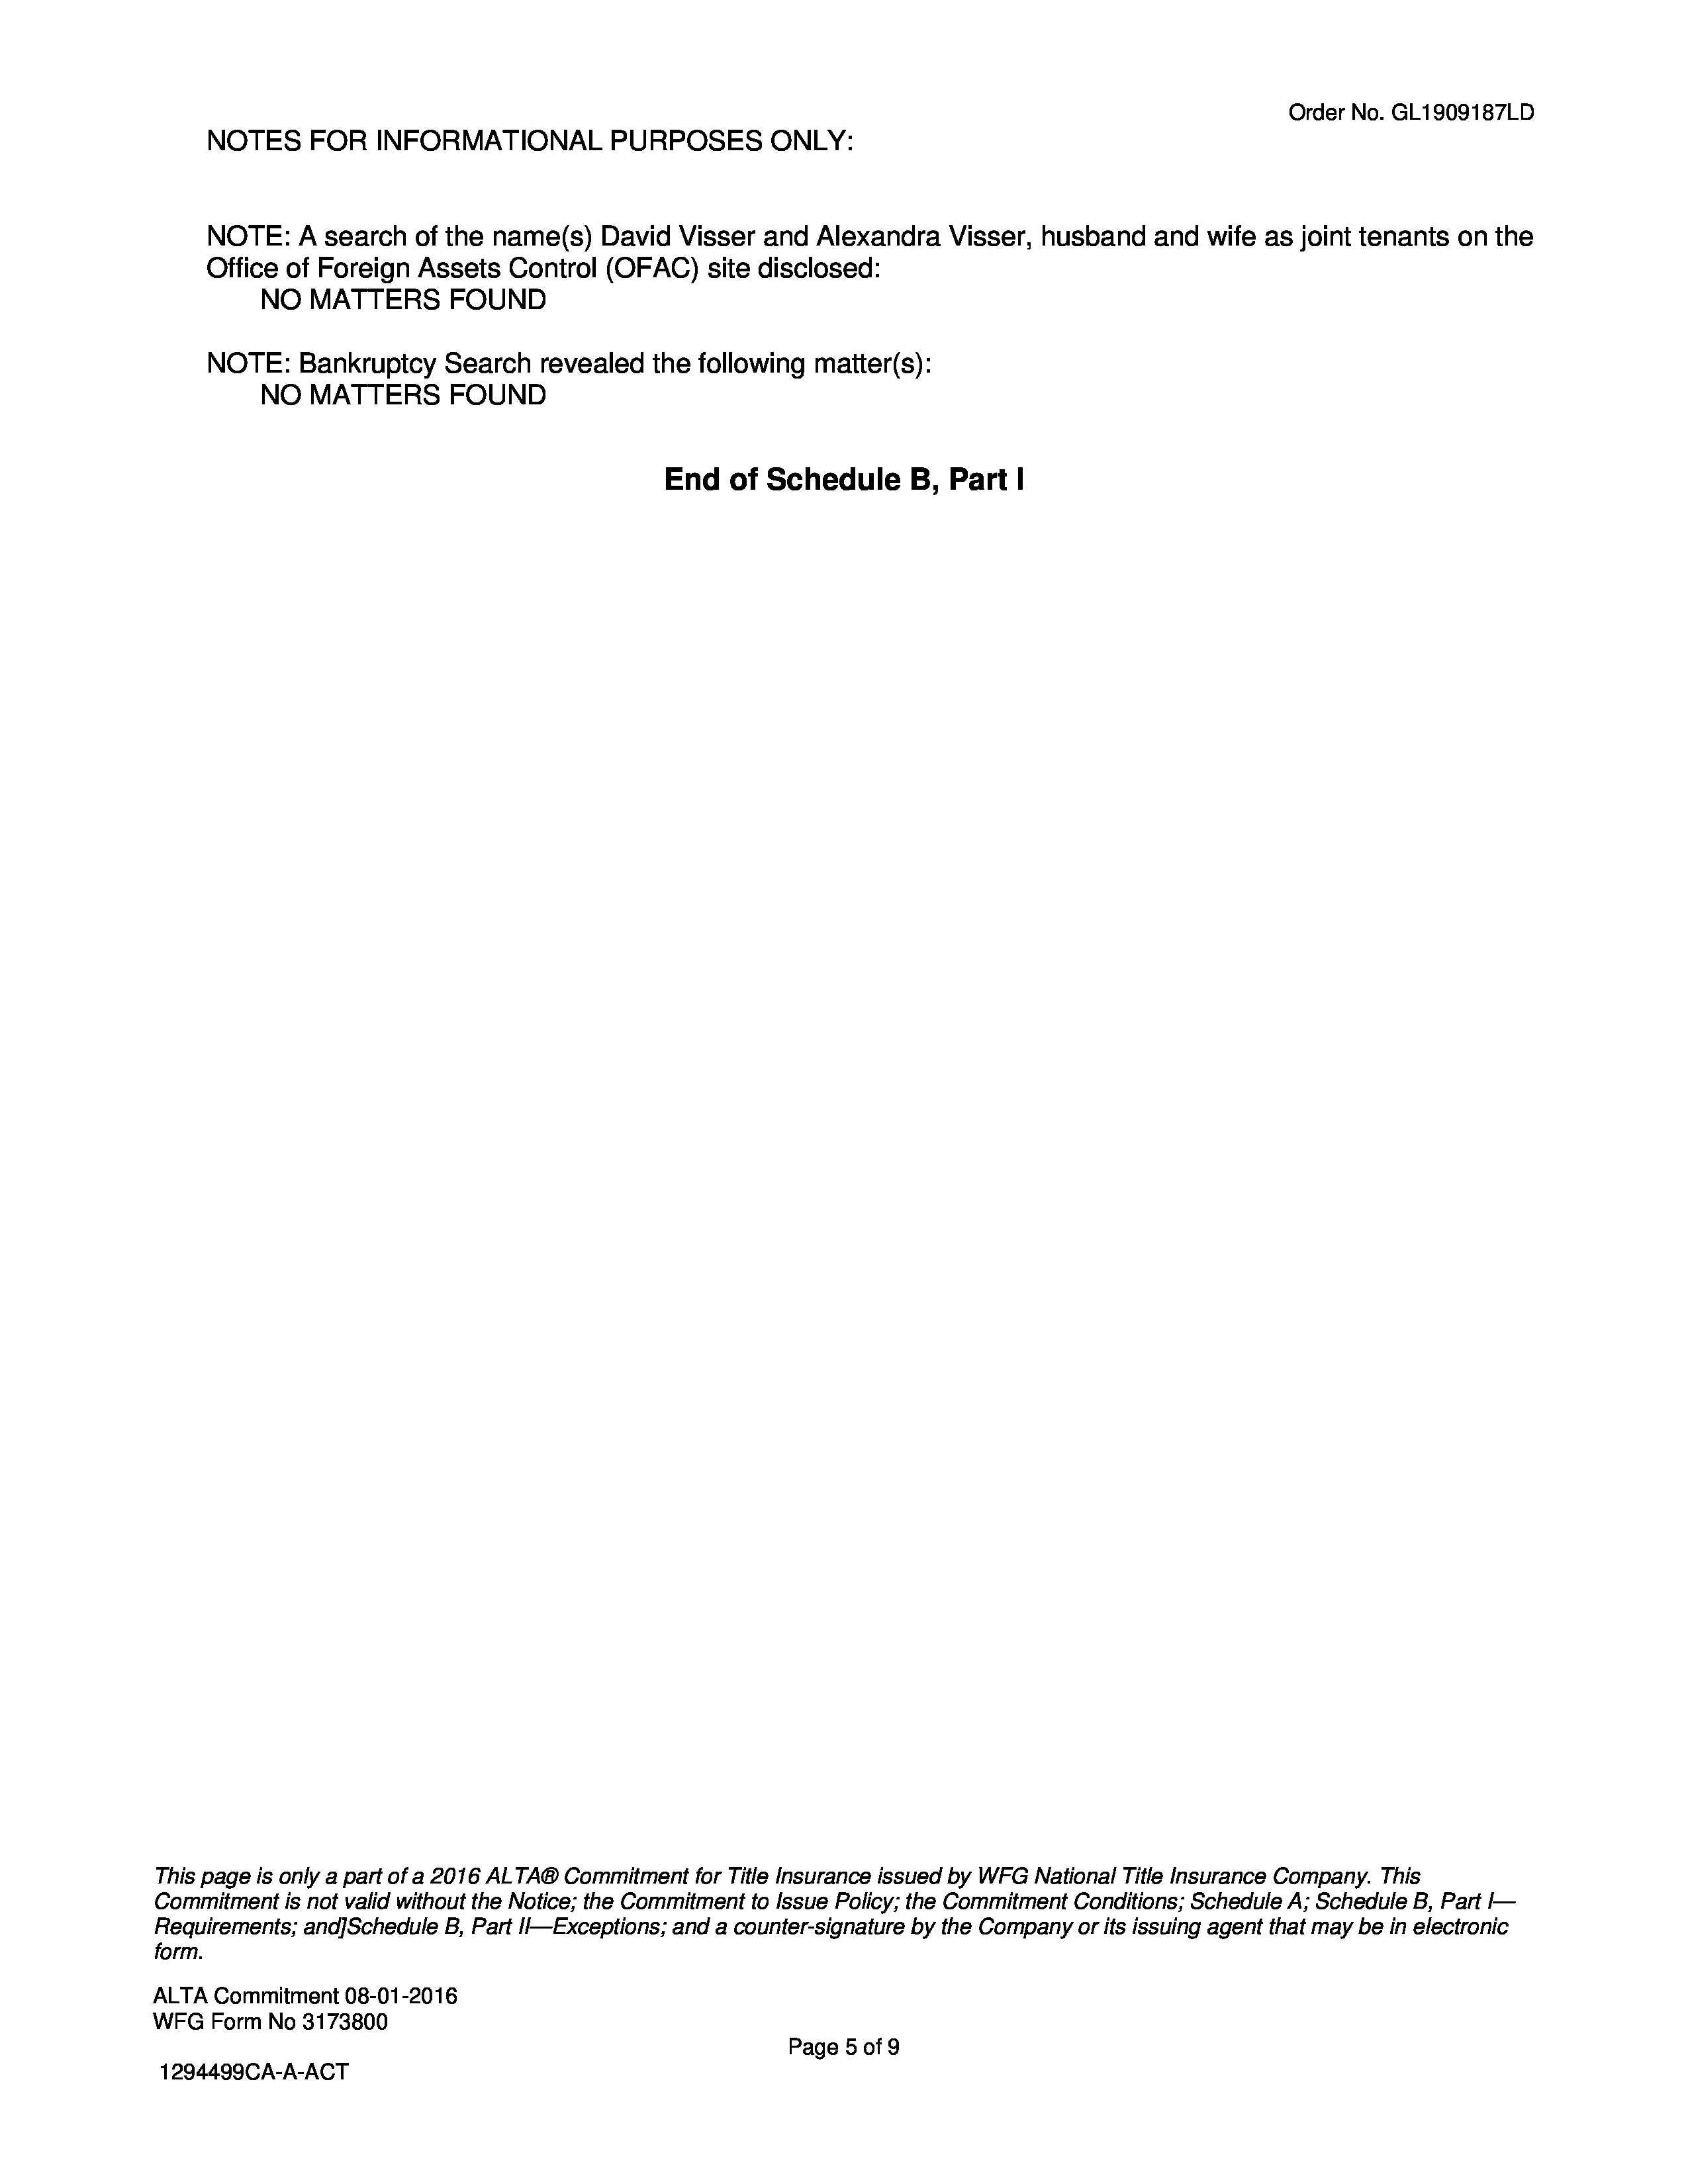 Order No. GL1909187LD
NOTES FOR INFORMATIONAL PURPOSES ONLY:
NOTE: A search of the name(s) David Visser and Alexandra Visser, husband and wife as joint tenants on the
Office of Foreign Assets Control (OFAC) site disclosed:
NO MATTERS FOUND
NOTE: Bankruptcy Search revealed the following matter(s):
NO MATTERS FOUND
End of Schedule B, Part I
This page is only a part of a 2016 ALTA® Commitment for Title Insurance issued by WFG National Title Insurance Company. This
Commitment is not valid without the Notice; the Commitment to Issue Policy; the Commitment Conditions; Schedule A; Schedule B, Part I—
Requirements; and]Schedule B, Part II—Exceptions; and a counter-signature by the Company or its issuing agent that may be in electronic
form.
ALTA Commitment 08-01-2016
WFG Form No 3173800
Page 5 of 9
1294499CA-A-ACT